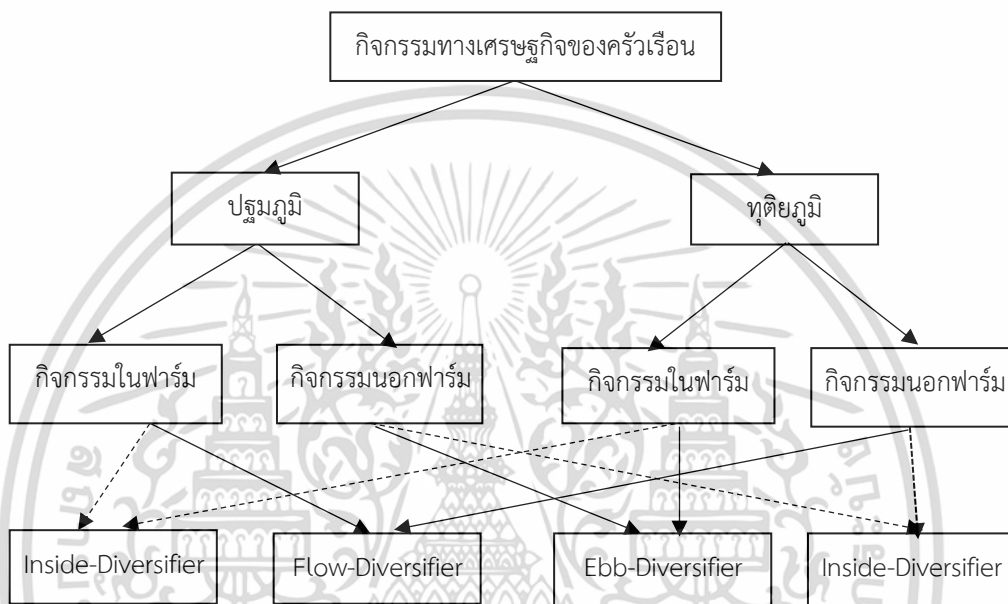 กิจกรรมทางเศรษฐกิจของครัวเรือน
ปฐมภูมิ
ทุติยภูมิ
กิจกรรมในฟาร์ม
กิจกรรมนอกฟาร์ม
กิจกรรมในฟาร์ม
กิจกรรมนอกฟาร์ม
Inside-Diversifier
Flow-Diversifier
Ebb-Diversifier
Inside-Diversifier